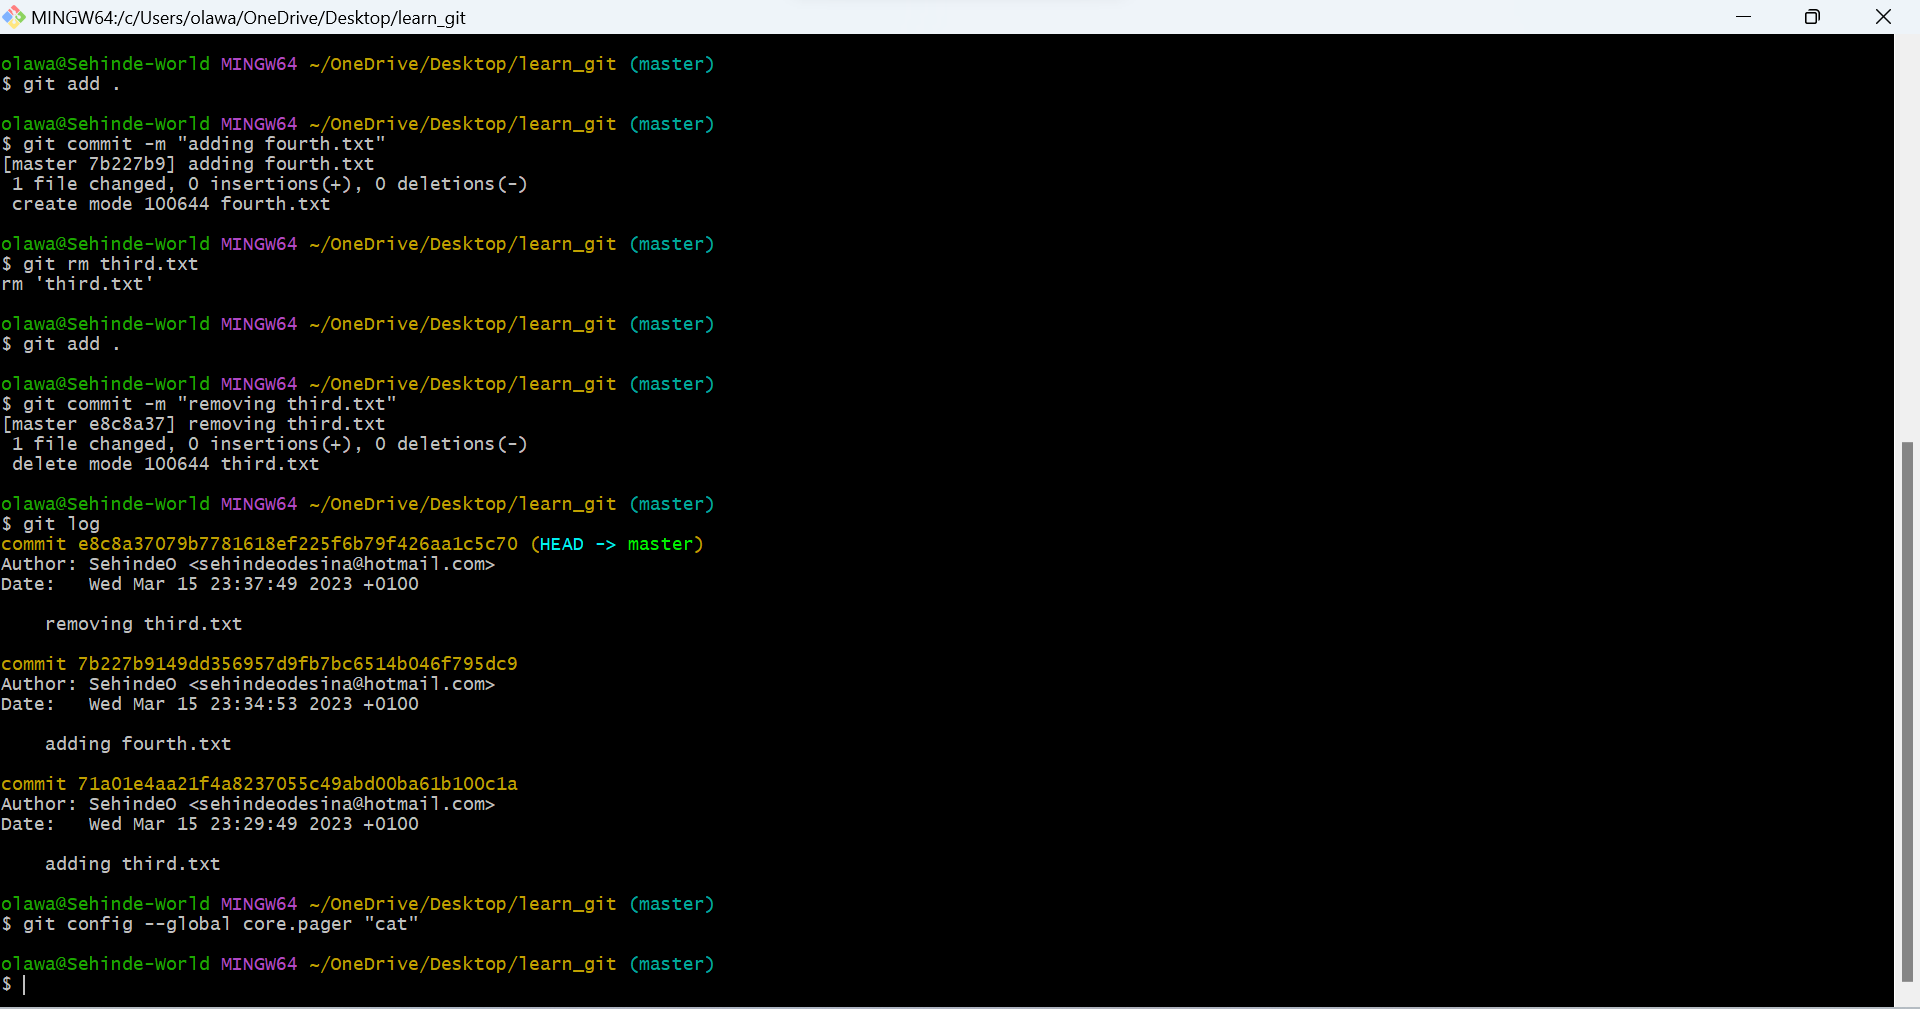 MINGW64:/c/Users/olawa/OneDrive/Desktop/learn_git
olawa@Sehinde-World MINGW64 ~/OneDrive/Desktop/learn_git (master)
$ git add .
olawa@Sehinde-World MINGW64 ~/OneDrive/Desktop/learn_git (master)
$ git commit -m "adding fourth.txt"
[master 7b227b9] adding fourth.txt
 1 file changed, 0 insertions(+), 0 deletions(-)
 create mode 100644 fourth.txt
olawa@Sehinde-World MINGW64 ~/OneDrive/Desktop/learn_git (master)
$ git rm third.txt
rm 'third.txt'
olawa@Sehinde-World MINGW64 ~/OneDrive/Desktop/learn_git (master)
$ git add .
olawa@Sehinde-World MINGW64 ~/OneDrive/Desktop/learn_git (master)
$ git commit -m "removing third.txt"
[master e8c8a37] removing third.txt
 1 file changed, 0 insertions(+), 0 deletions(-)
 delete mode 100644 third.txt
olawa@Sehinde-World MINGW64 ~/OneDrive/Desktop/learn_git (master)
$ git log
commit e8c8a37079b7781618ef225f6b79f426aa1c5c70 (HEAD -> master)
Author: SehindeO <sehindeodesina@hotmail.com>
Date:   Wed Mar 15 23:37:49 2023 +0100
    removing third.txt
commit 7b227b9149dd356957d9fb7bc6514b046f795dc9
Author: SehindeO <sehindeodesina@hotmail.com>
Date:   Wed Mar 15 23:34:53 2023 +0100
    adding fourth.txt
commit 71a01e4aa21f4a8237055c49abd00ba61b100c1a
Author: SehindeO <sehindeodesina@hotmail.com>
Date:   Wed Mar 15 23:29:49 2023 +0100
    adding third.txt
olawa@Sehinde-World MINGW64 ~/OneDrive/Desktop/learn_git (master)
$ git config --global core.pager "cat"
olawa@Sehinde-World MINGW64 ~/OneDrive/Desktop/learn_git (master)
$